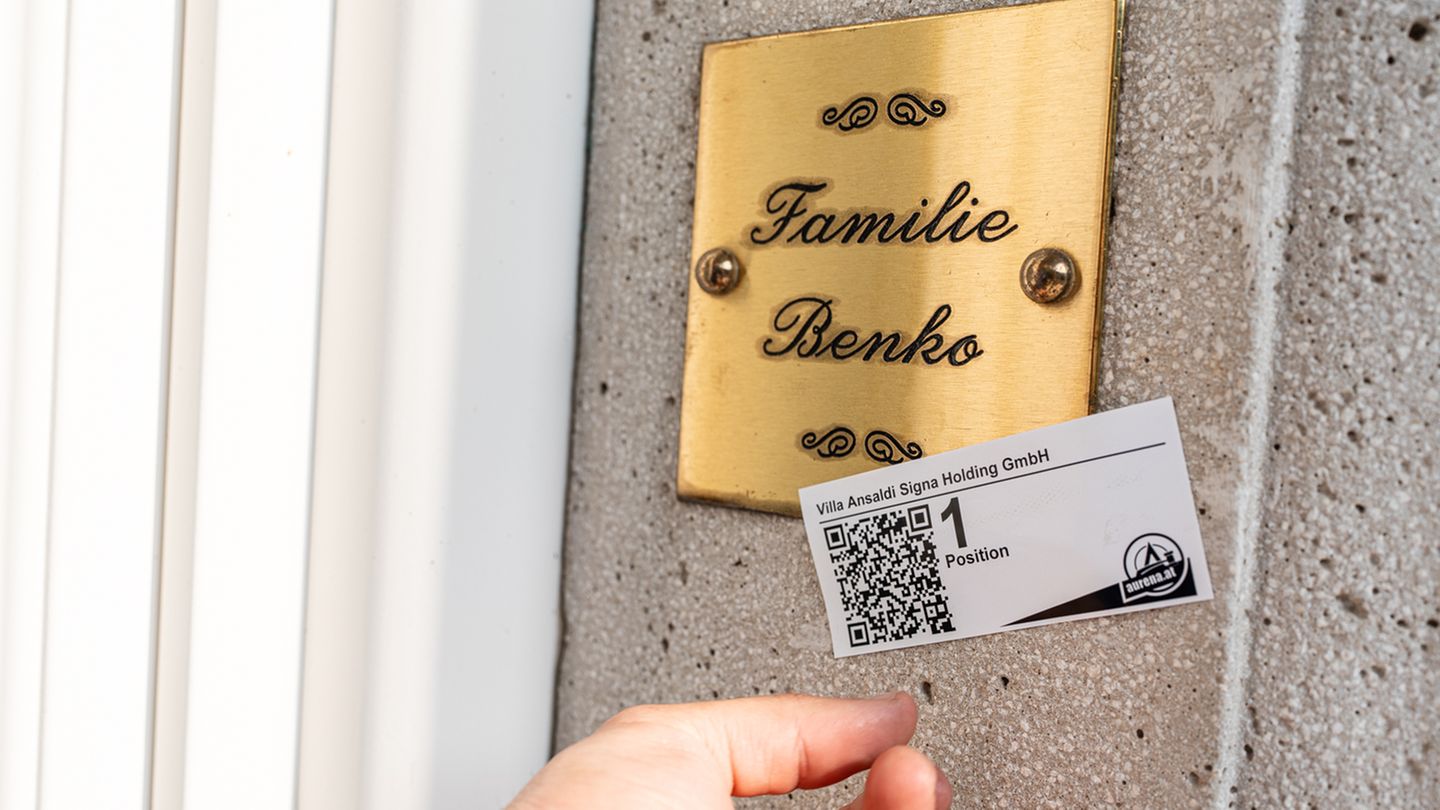 Familie
Benko
Villa Ansaldi Signa Holding GmbH
1
Position
aurena.at